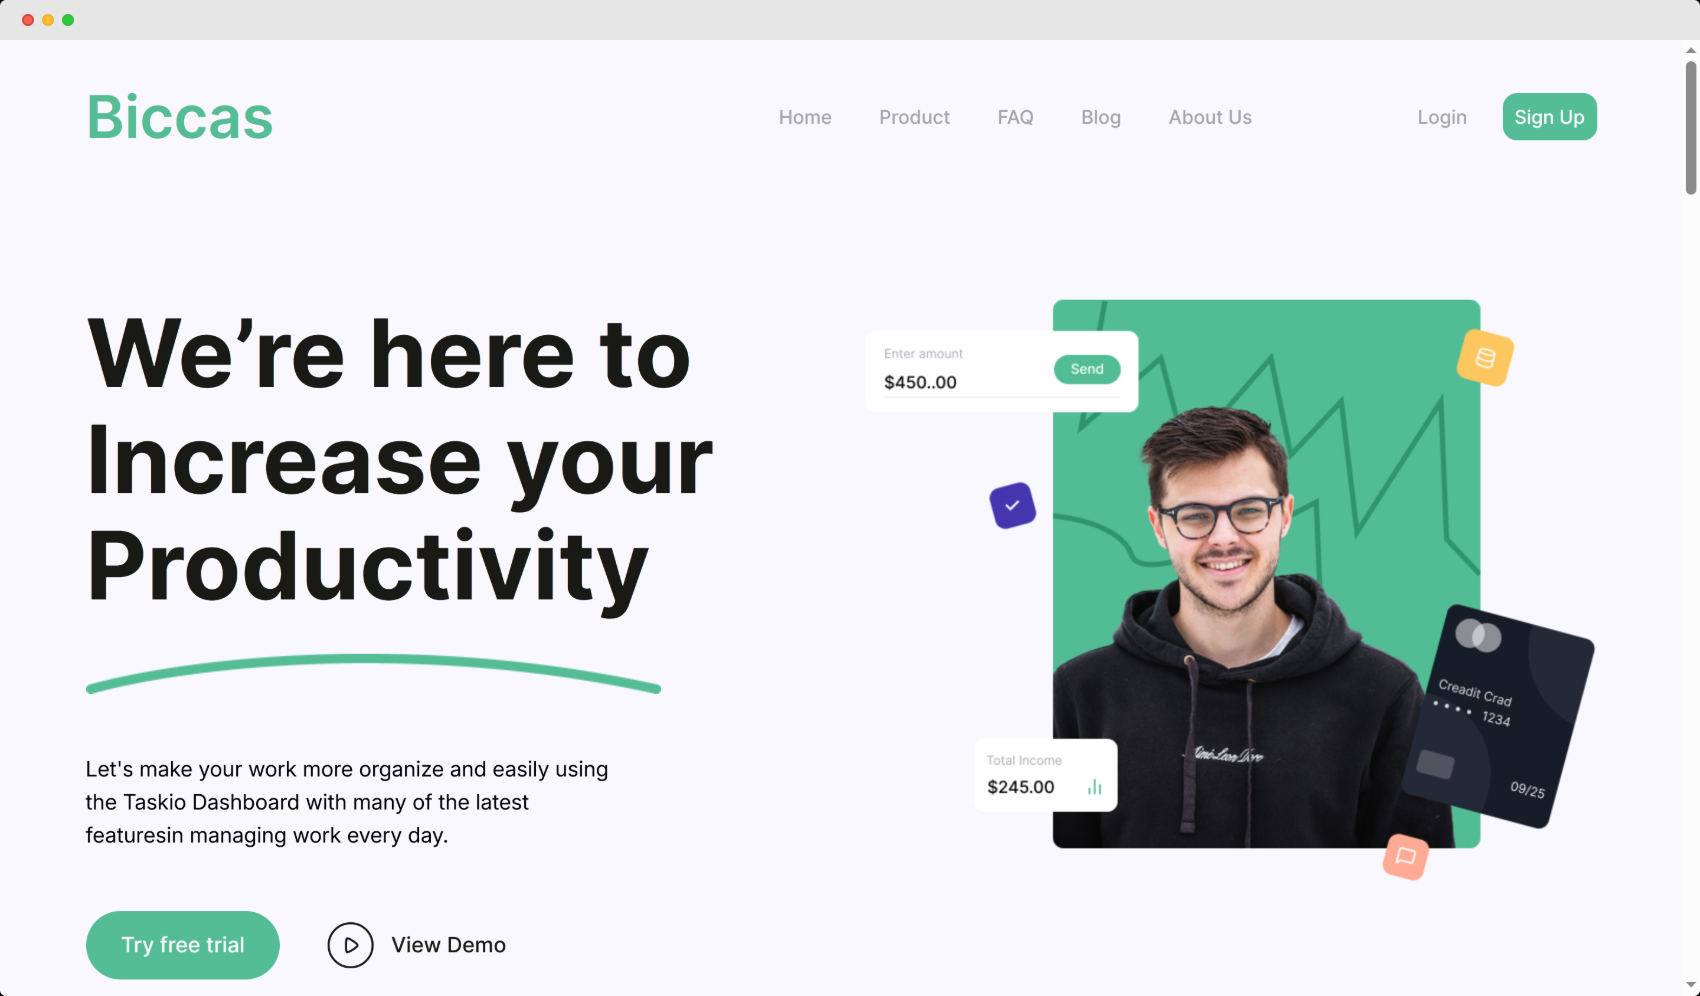 Biccas
Home Product FAQ Blog About Us Login Sign Up
We’re here to
Increase your
Productivity
Let's make your work more organize and easily using
the Taskio Dashboard with many of the latest
featuresin managing work every day.
Try free trial View Demo
Enter amount
$450..00
Send
Creadit Crad
•••• 1234
09/25
Total Income
$245.00